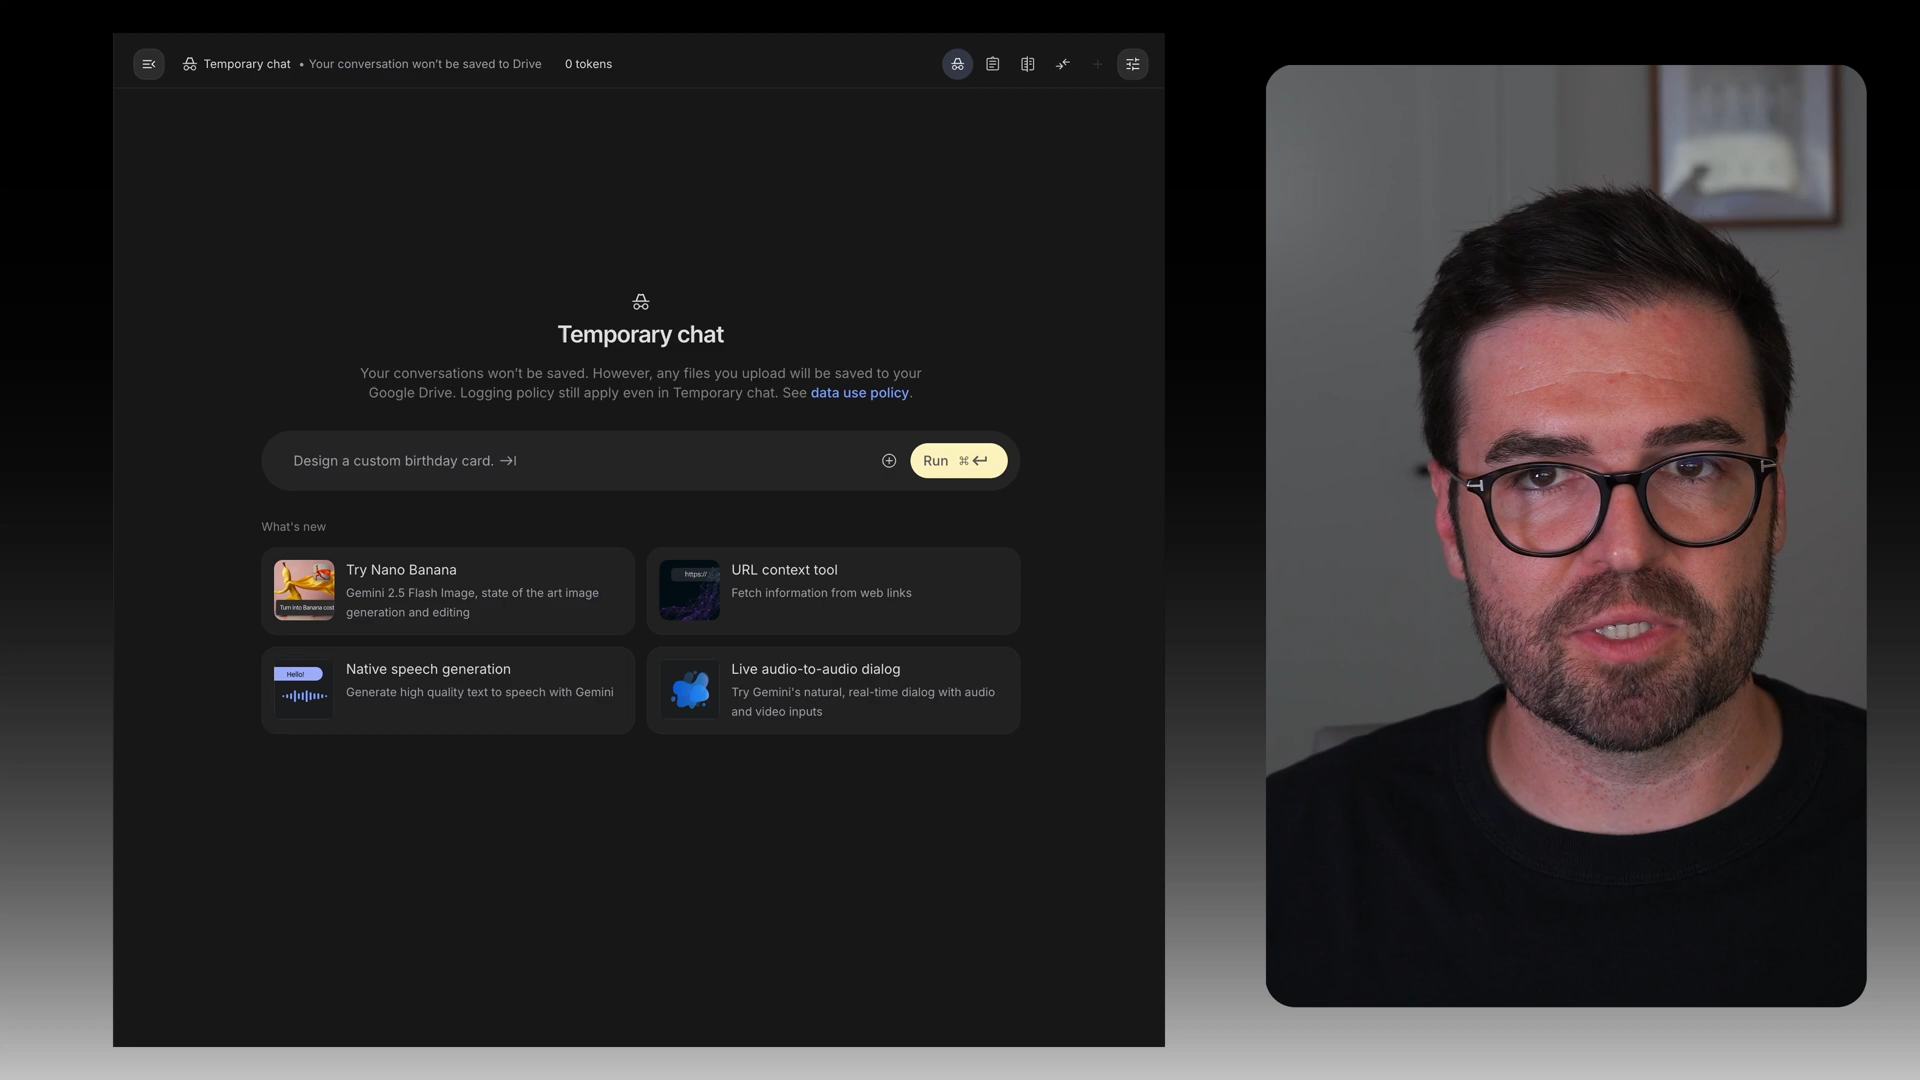 Temporary chat • Your conversation won't be saved to Drive 0 tokens
Temporary chat
Your conversations won't be saved. However, any files you upload will be saved to your
Google Drive. Logging policy still apply even in Temporary chat. See data use policy.
Design a custom birthday card. →|
Run ⌘↵
What's new
Try Nano Banana
Gemini 2.5 Flash Image, state of the art image
generation and editing
Turn into Banana cost
URL context tool
Fetch information from web links
https://
Native speech generation
Generate high quality text to speech with Gemini
Hello!
Live audio-to-audio dialog
Try Gemini's natural, real-time dialog with audio
and video inputs